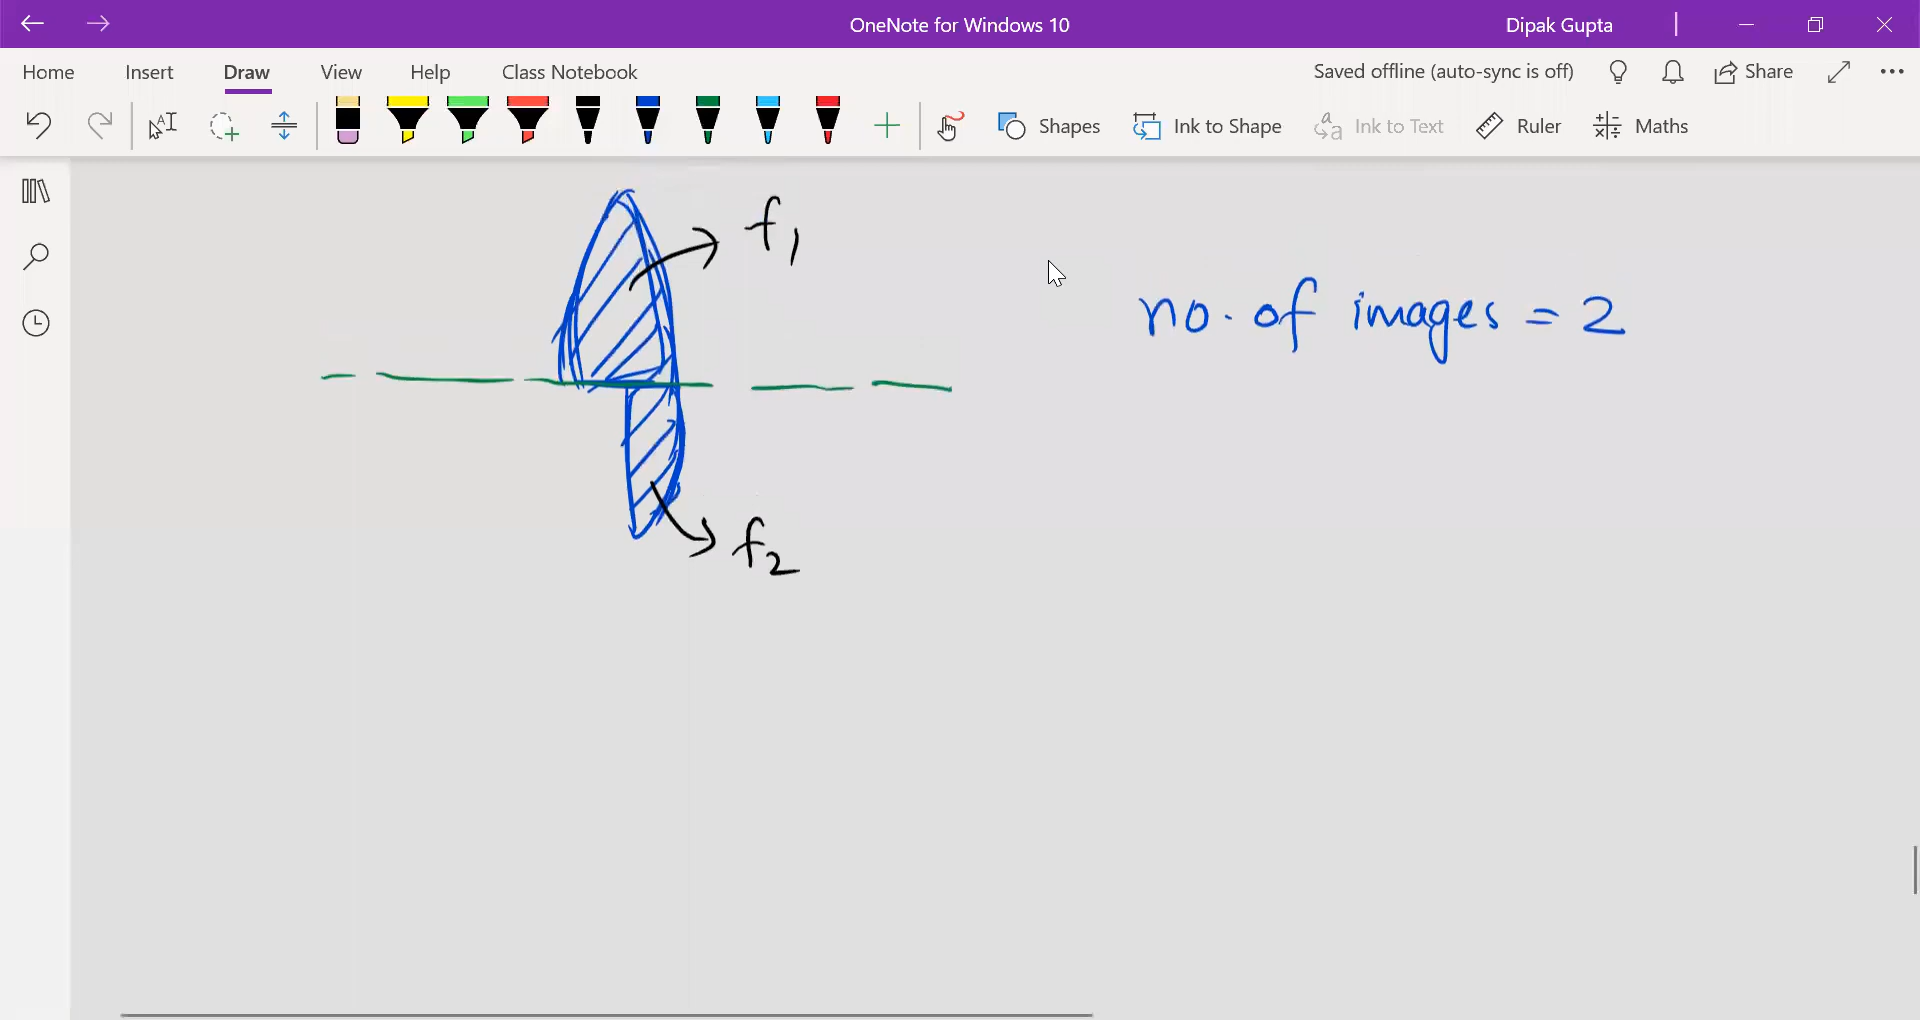 OneNote for Windows 10
Dipak Gupta
Home Insert Draw View Help Class Notebook
Saved offline (auto-sync is off) Share
Shapes Ink to Shape Ink to Text Ruler Maths
f1
no. of images = 2
f2